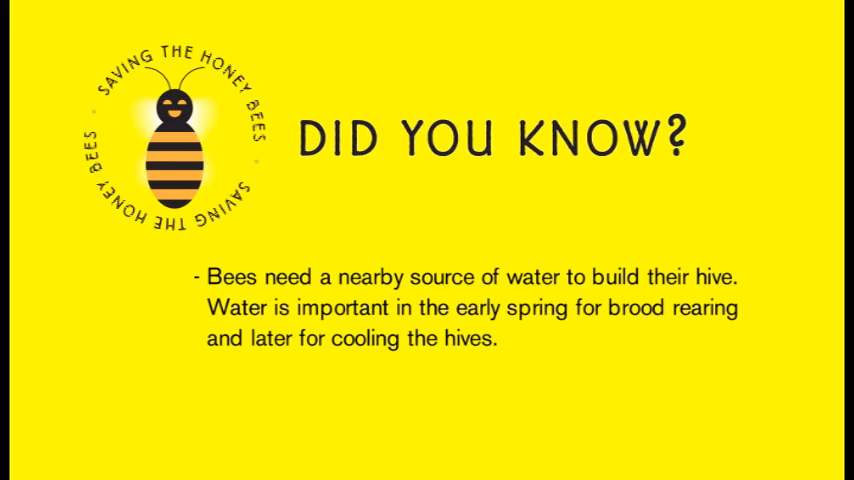 SAVING THE HONEY BEES
SAVING THE HONEY BEES
DID YOU KNOW?
- Bees need a nearby source of water to build their hive.
Water is important in the early spring for brood rearing
and later for cooling the hives.